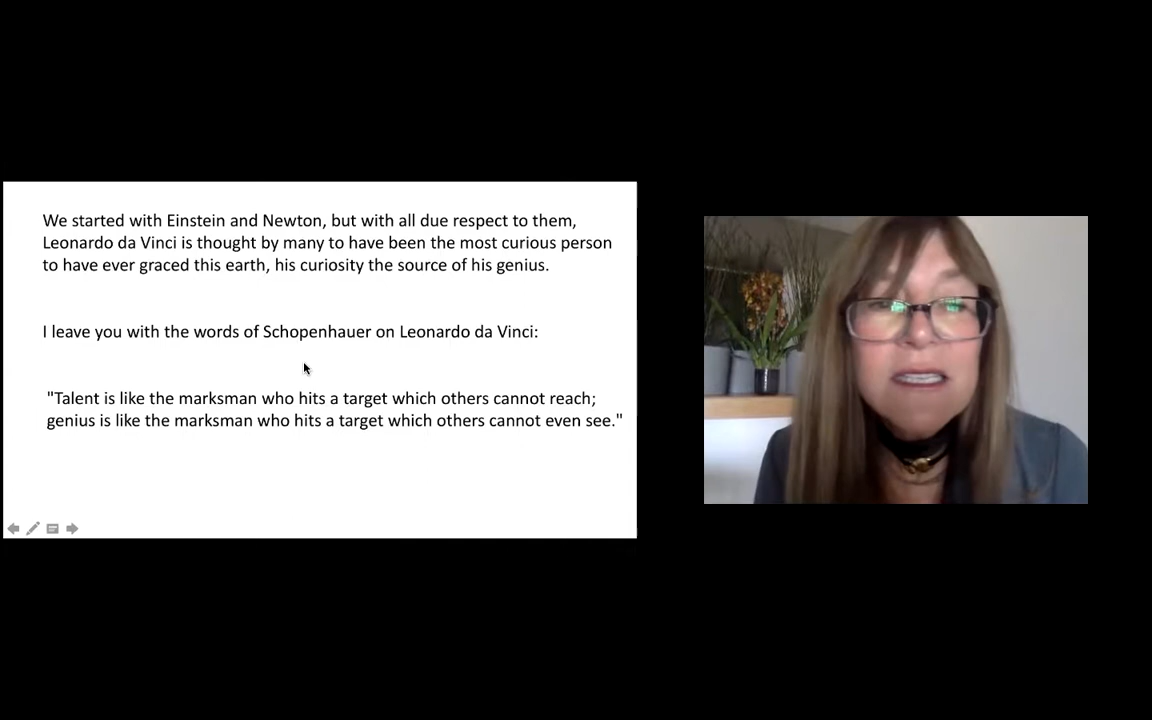 We started with Einstein and Newton, but with all due respect to them,
Leonardo da Vinci is thought by many to have been the most curious person
to have ever graced this earth, his curiosity the source of his genius.
I leave you with the words of Schopenhauer on Leonardo da Vinci:
"Talent is like the marksman who hits a target which others cannot reach;
genius is like the marksman who hits a target which others cannot even see."